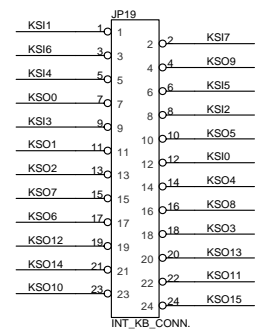 JP19
KSI1 1 1
2 2 KSI7
KSI6 3 3
4 4 KSO9
KSI4 5 5
6 6 KSI5
KSO0 7 7
8 8 KSI2
KSI3 9 9
10 10 KSO5
KSO1 11 11
12 12 KSI0
KSO2 13 13
14 14 KSO4
KSO7 15 15
16 16 KSO8
KSO6 17 17
18 18 KSO3
KSO12 19 19
20 20 KSO13
KSO14 21 21
22 22 KSO11
KSO10 23 23
24 24 KSO15
INT_KB_CONN.